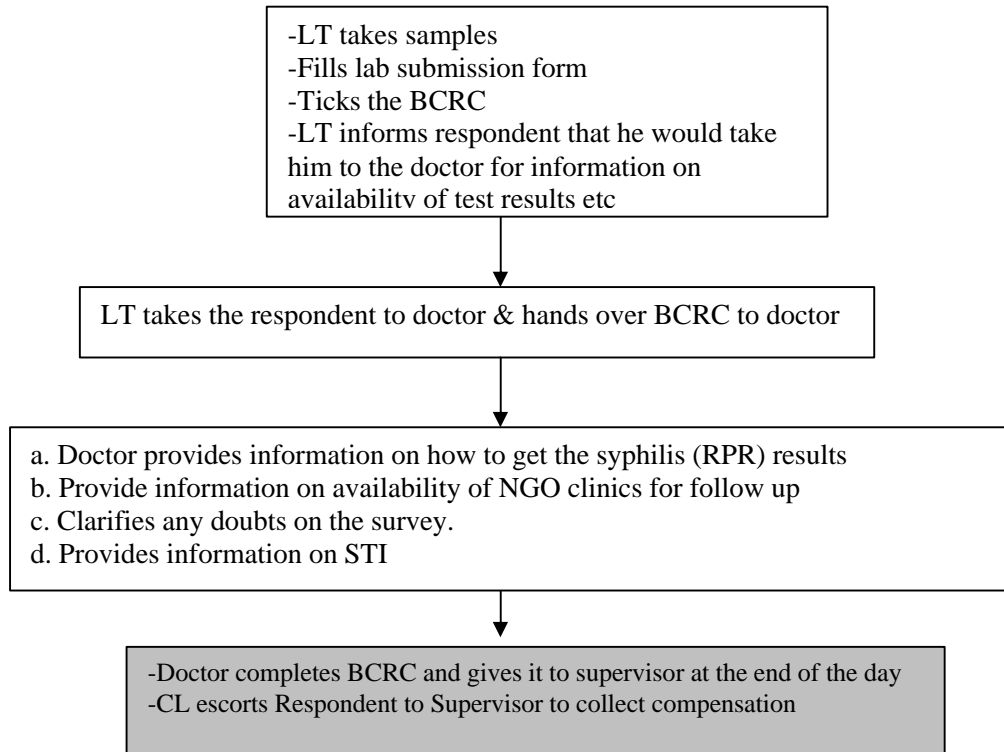 -LT takes samples
-Fills lab submission form
-Ticks the BCRC
-LT informs respondent that he would take
him to the doctor for information on
availability of test results etc
LT takes the respondent to doctor & hands over BCRC to doctor
a. Doctor provides information on how to get the syphilis (RPR) results
b. Provide information on availability of NGO clinics for follow up
c. Clarifies any doubts on the survey.
d. Provides information on STI
-Doctor completes BCRC and gives it to supervisor at the end of the day
-CL escorts Respondent to Supervisor to collect compensation